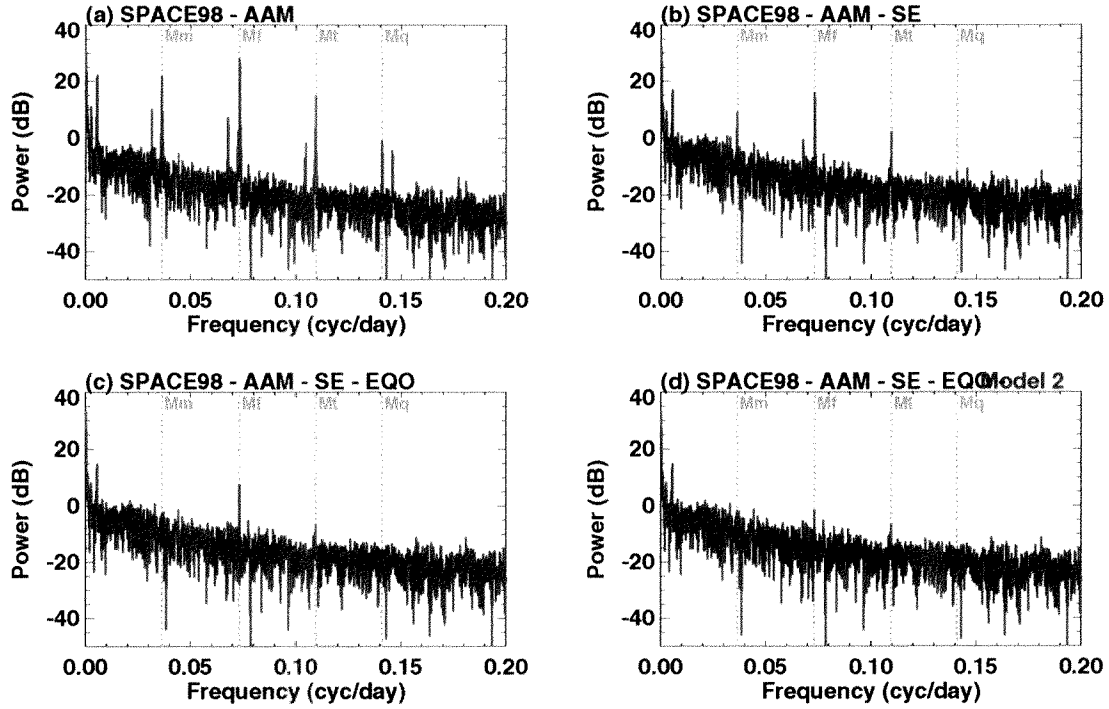 (a) SPACE98 - AAM
Mm Mf Mt Mq
40
20
0
-20
-40
Power (dB)
0.00 0.05 0.10 0.15 0.20
Frequency (cyc/day)
(b) SPACE98 - AAM - SE
Mm Mf Mt Mq
40
20
0
-20
-40
Power (dB)
0.00 0.05 0.10 0.15 0.20
Frequency (cyc/day)
(c) SPACE98 - AAM - SE - EQO
Mm Mf Mt Mq
40
20
0
-20
-40
Power (dB)
0.00 0.05 0.10 0.15 0.20
Frequency (cyc/day)
(d) SPACE98 - AAM - SE - EQO - Model 2
Mm Mf Mt Mq
40
20
0
-20
-40
Power (dB)
0.00 0.05 0.10 0.15 0.20
Frequency (cyc/day)